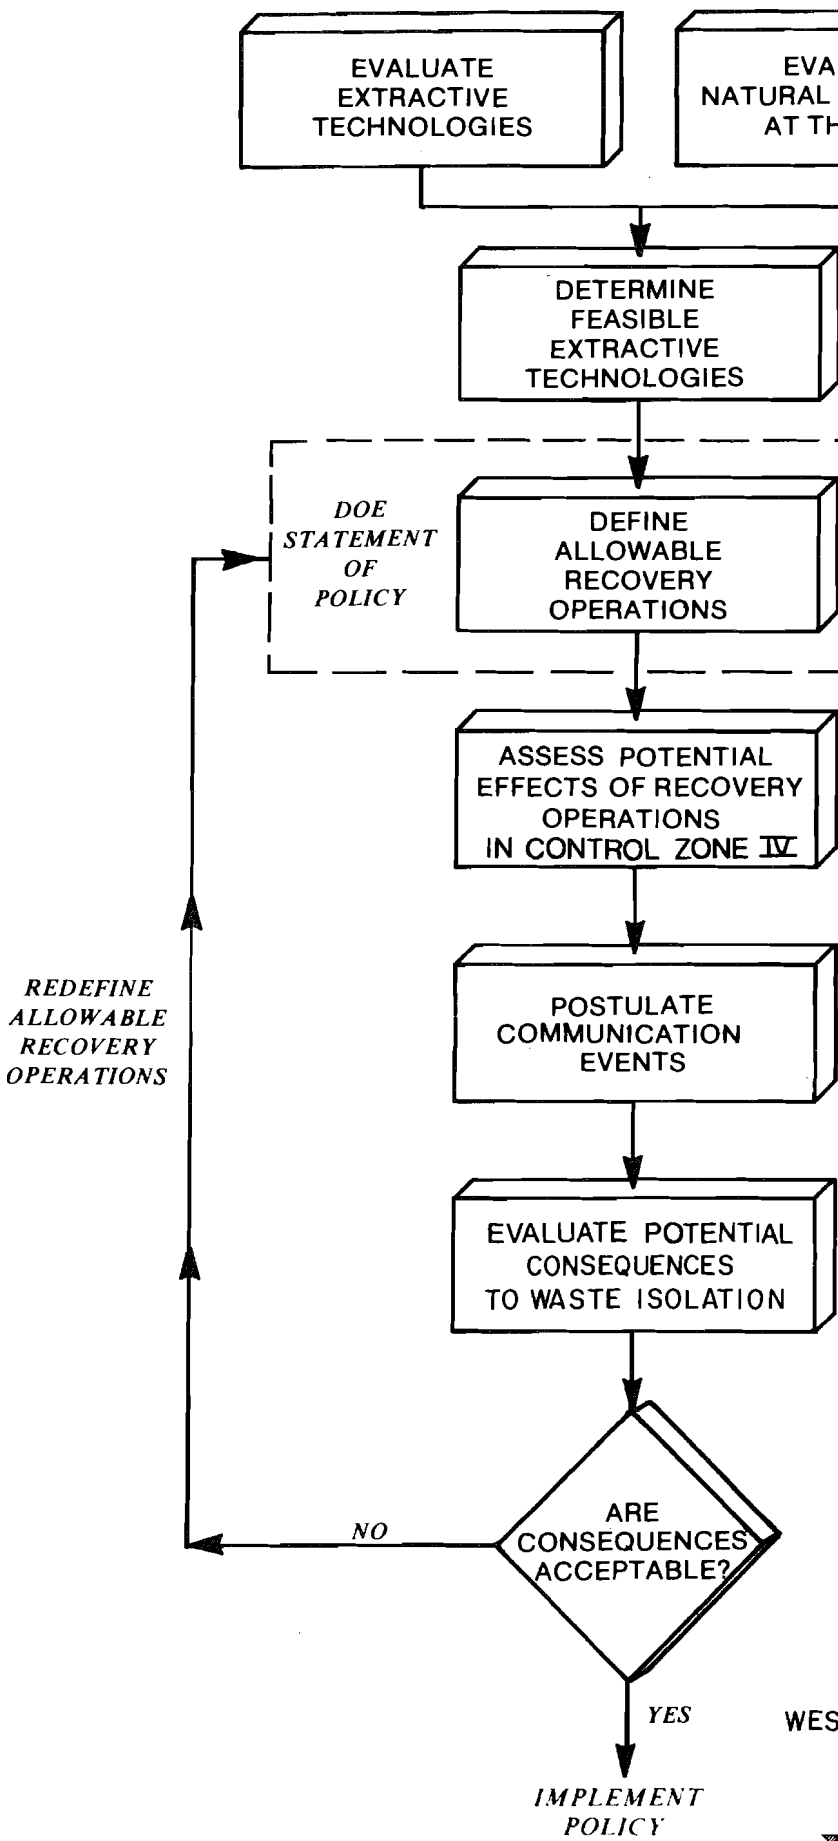 EVALUATE
EXTRACTIVE
TECHNOLOGIES
EVA
NATURAL
AT TH
DETERMINE
FEASIBLE
EXTRACTIVE
TECHNOLOGIES
DOE
STATEMENT
OF
POLICY
DEFINE
ALLOWABLE
RECOVERY
OPERATIONS
ASSESS POTENTIAL
EFFECTS OF RECOVERY
OPERATIONS
IN CONTROL ZONE IV
REDEFINE
ALLOWABLE
RECOVERY
OPERATIONS
POSTULATE
COMMUNICATION
EVENTS
EVALUATE POTENTIAL
CONSEQUENCES
TO WASTE ISOLATION
ARE
CONSEQUENCES
ACCEPTABLE?
NO
YES
WES
IMPLEMENT
POLICY